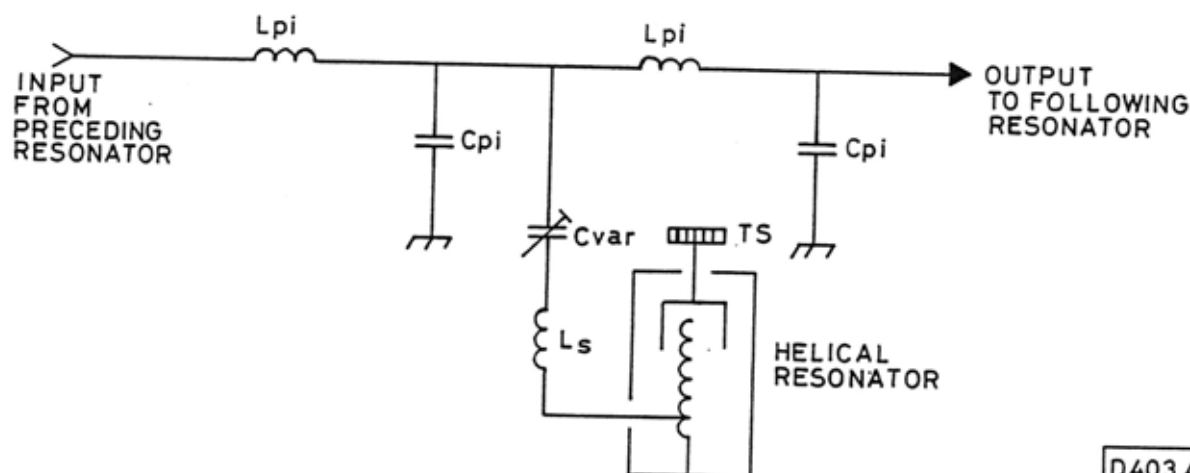 Lpi
Lpi
INPUT
FROM
PRECEDING
RESONATOR
OUTPUT
TO FOLLOWING
RESONATOR
Cpi
Cpi
Cvar
TS
Ls
HELICAL
RESONATOR